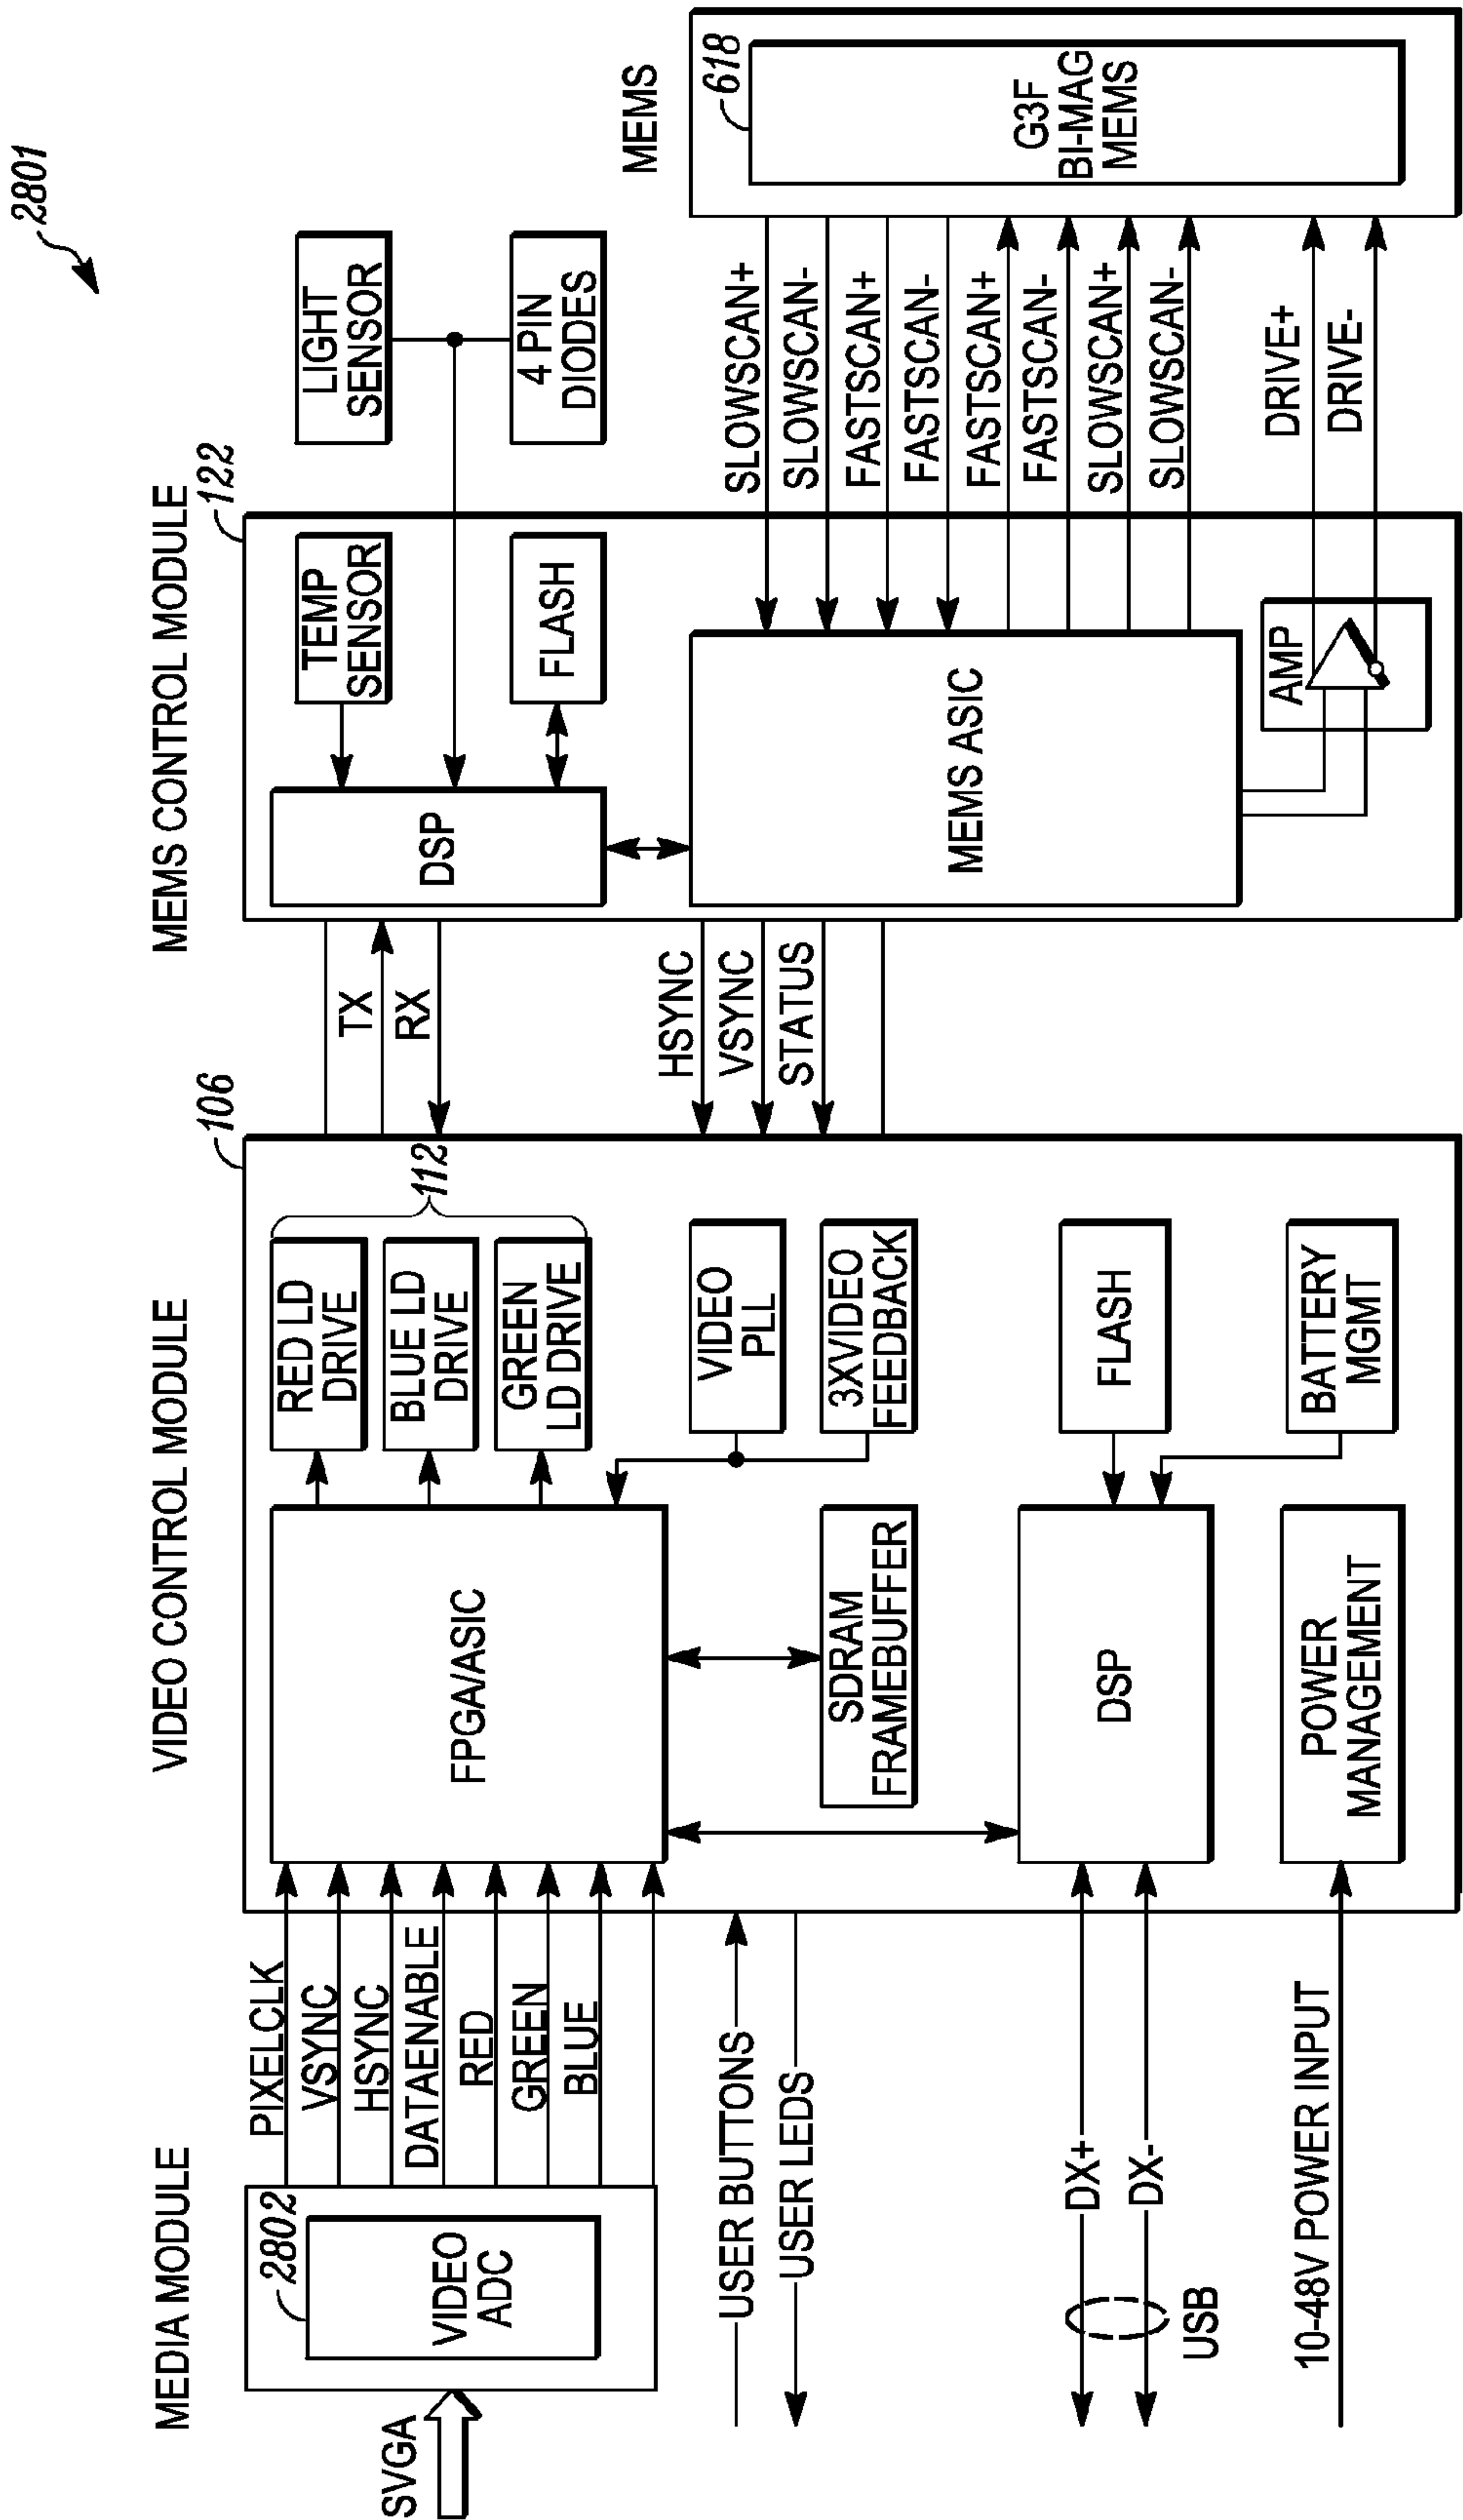 2801
MEDIA MODULE
SVGA
2802
VIDEO
ADC
PIXELCLK
VSYNC
HSYNC
DATAENABLE
RED
GREEN
BLUE
USER BUTTONS
USER LEDS
DX+
DX-
USB
10-48V POWER INPUT
VIDEO CONTROL MODULE
106
FPGA/ASIC
RED LD
DRIVE
BLUE LD
DRIVE
GREEN
LD DRIVE
112
VIDEO
PLL
3XVIDEO
FEEDBACK
SDRAM
FRAMEBUFFER
DSP
FLASH
BATTERY
MGMT
POWER
MANAGEMENT
TX
RX
HSYNC
VSYNC
STATUS
MEMS CONTROL MODULE
122
TEMP
SENSOR
FLASH
DSP
MEMS ASIC
AMP
LIGHT
SENSOR
4 PIN
DIODES
SLOWSCAN+
SLOWSCAN-
FASTSCAN+
FASTSCAN-
FASTSCAN+
FASTSCAN-
SLOWSCAN+
SLOWSCAN-
DRIVE+
DRIVE-
MEMS
618
G3F
BI-MAG
MEMS